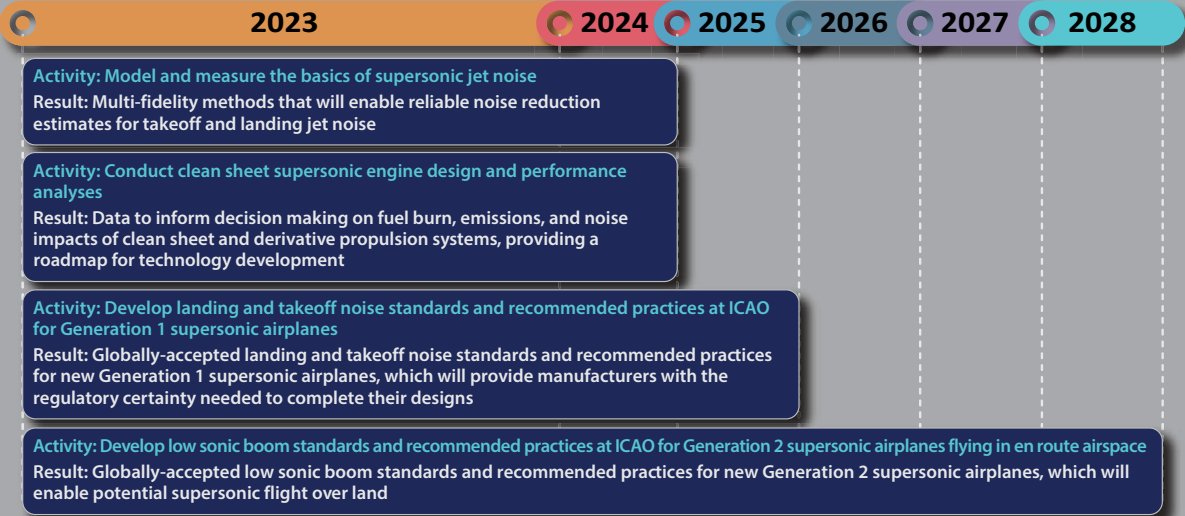 2023 2024 2025 2026 2027 2028
Activity: Model and measure the basics of supersonic jet noise
Result: Multi-fidelity methods that will enable reliable noise reduction
estimates for takeoff and landing jet noise
Activity: Conduct clean sheet supersonic engine design and performance
analyses
Result: Data to inform decision making on fuel burn, emissions, and noise
impacts of clean sheet and derivative propulsion systems, providing a
roadmap for technology development
Activity: Develop landing and takeoff noise standards and recommended practices at ICAO
for Generation 1 supersonic airplanes
Result: Globally-accepted landing and takeoff noise standards and recommended practices
for new Generation 1 supersonic airplanes, which will provide manufacturers with the
regulatory certainty needed to complete their designs
Activity: Develop low sonic boom standards and recommended practices at ICAO for Generation 2 supersonic airplanes flying in en route airspace
Result: Globally-accepted low sonic boom standards and recommended practices for new Generation 2 supersonic airplanes, which will
enable potential supersonic flight over land